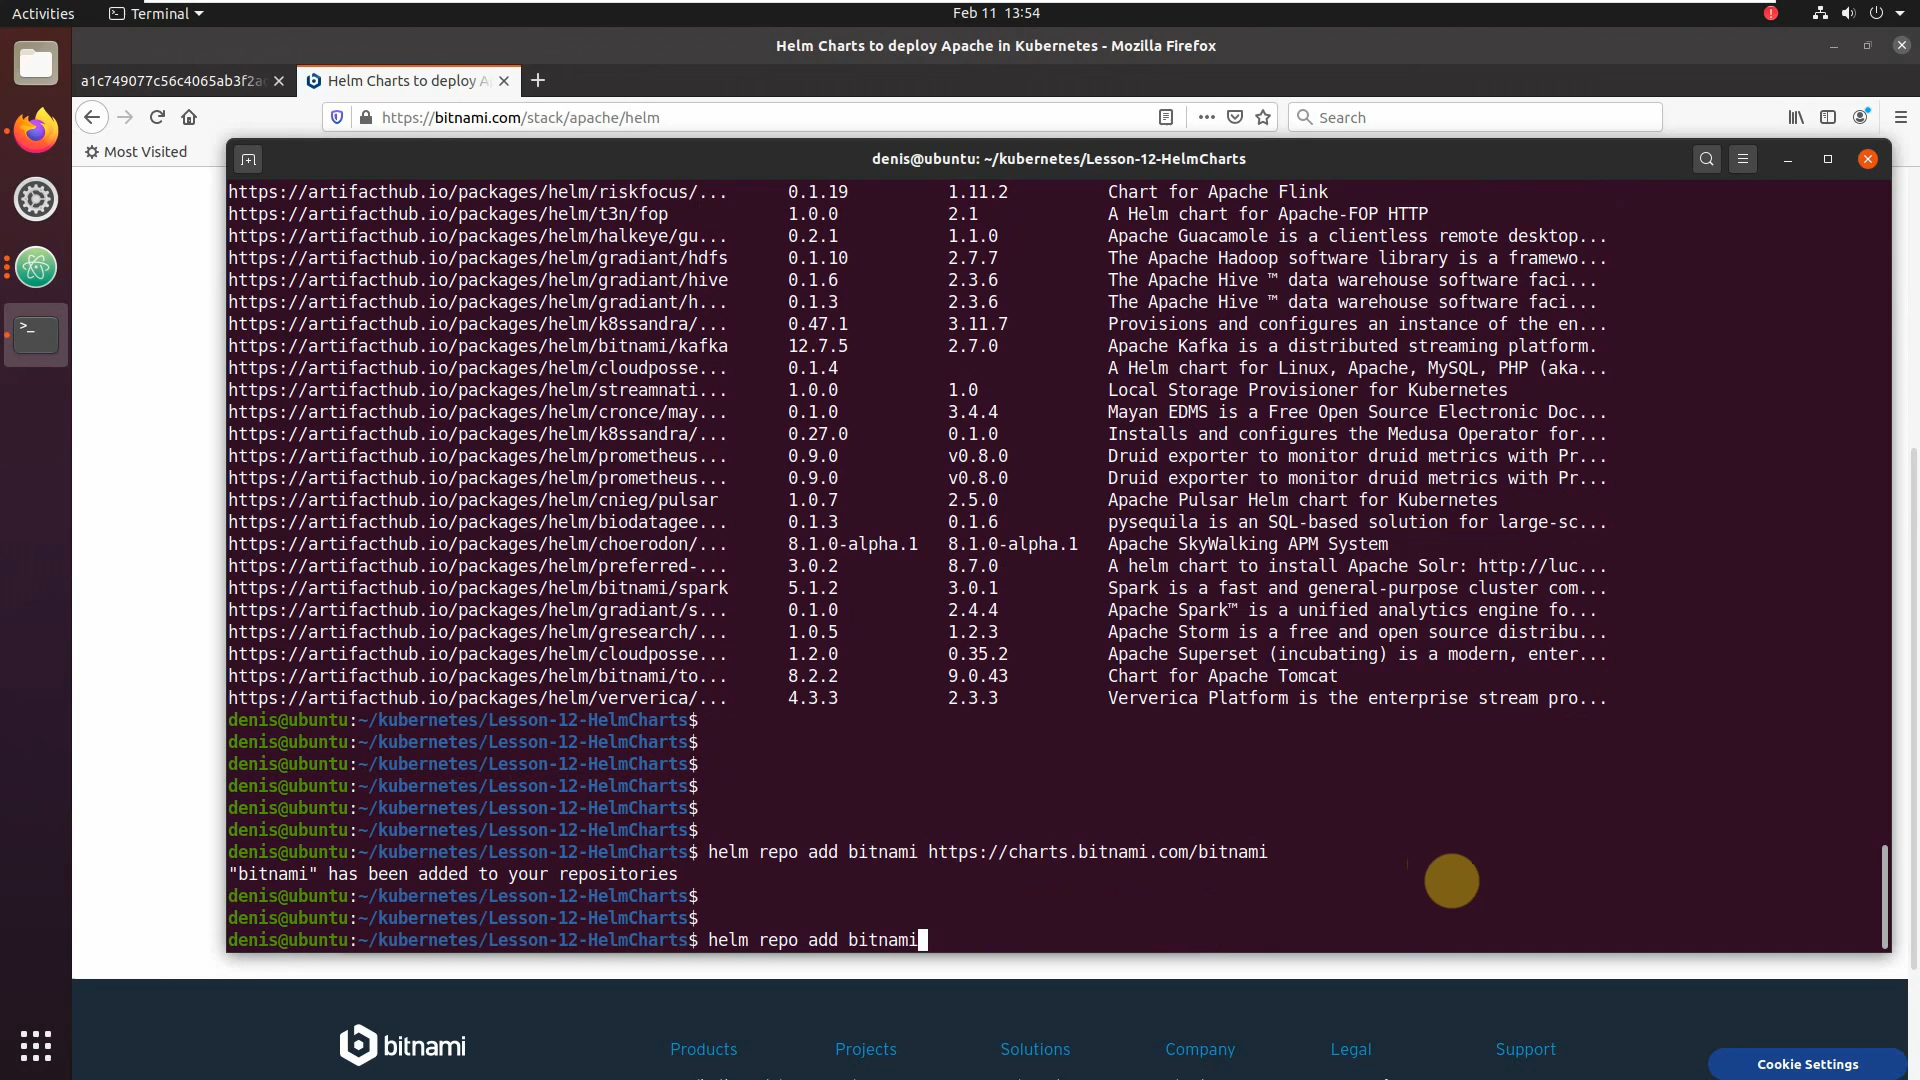 Activities Terminal Feb 11 13:54
Helm Charts to deploy Apache in Kubernetes - Mozilla Firefox
a1c749077c56c4065ab3f2a Helm Charts to deploy A
https://bitnami.com/stack/apache/helm Search
Most Visited
denis@ubuntu: ~/kubernetes/Lesson-12-HelmCharts
https://artifacthub.io/packages/helm/riskfocus/... 0.1.19 1.11.2 Chart for Apache Flink
https://artifacthub.io/packages/helm/t3n/fop 1.0.0 2.1 A Helm chart for Apache-FOP HTTP
https://artifacthub.io/packages/helm/halkeye/gu... 0.2.1 1.1.0 Apache Guacamole is a clientless remote desktop...
https://artifacthub.io/packages/helm/gradiant/hdfs 0.1.10 2.7.7 The Apache Hadoop software library is a framewo...
https://artifacthub.io/packages/helm/gradiant/hive 0.1.6 2.3.6 The Apache Hive ™ data warehouse software faci...
https://artifacthub.io/packages/helm/gradiant/h... 0.1.3 2.3.6 The Apache Hive ™ data warehouse software faci...
https://artifacthub.io/packages/helm/k8ssandra/... 0.47.1 3.11.7 Provisions and configures an instance of the en...
https://artifacthub.io/packages/helm/bitnami/kafka 12.7.5 2.7.0 Apache Kafka is a distributed streaming platform.
https://artifacthub.io/packages/helm/cloudposse... 0.1.4 A Helm chart for Linux, Apache, MySQL, PHP (aka...
https://artifacthub.io/packages/helm/streamnati... 1.0.0 1.0 Local Storage Provisioner for Kubernetes
https://artifacthub.io/packages/helm/cronce/may... 0.1.0 3.4.4 Mayan EDMS is a Free Open Source Electronic Doc...
https://artifacthub.io/packages/helm/k8ssandra/... 0.27.0 0.1.0 Installs and configures the Medusa Operator for...
https://artifacthub.io/packages/helm/prometheus... 0.9.0 v0.8.0 Druid exporter to monitor druid metrics with Pr...
https://artifacthub.io/packages/helm/prometheus... 0.9.0 v0.8.0 Druid exporter to monitor druid metrics with Pr...
https://artifacthub.io/packages/helm/cnieg/pulsar 1.0.7 2.5.0 Apache Pulsar Helm chart for Kubernetes
https://artifacthub.io/packages/helm/biodatagee... 0.1.3 0.1.6 pysequila is an SQL-based solution for large-sc...
https://artifacthub.io/packages/helm/choerodon/... 8.1.0-alpha.1 8.1.0-alpha.1 Apache SkyWalking APM System
https://artifacthub.io/packages/helm/preferred-... 3.0.2 8.7.0 A helm chart to install Apache Solr: http://luc...
https://artifacthub.io/packages/helm/bitnami/spark 5.1.2 3.0.1 Spark is a fast and general-purpose cluster com...
https://artifacthub.io/packages/helm/gradiant/s... 0.1.0 2.4.4 Apache Spark™ is a unified analytics engine fo...
https://artifacthub.io/packages/helm/gresearch/... 1.0.5 1.2.3 Apache Storm is a free and open source distribu...
https://artifacthub.io/packages/helm/cloudposse... 1.2.0 0.35.2 Apache Superset (incubating) is a modern, enter...
https://artifacthub.io/packages/helm/bitnami/to... 8.2.2 9.0.43 Chart for Apache Tomcat
https://artifacthub.io/packages/helm/ververica/... 4.3.3 2.3.3 Ververica Platform is the enterprise stream pro...
denis@ubuntu:~/kubernetes/Lesson-12-HelmCharts$
denis@ubuntu:~/kubernetes/Lesson-12-HelmCharts$
denis@ubuntu:~/kubernetes/Lesson-12-HelmCharts$
denis@ubuntu:~/kubernetes/Lesson-12-HelmCharts$
denis@ubuntu:~/kubernetes/Lesson-12-HelmCharts$
denis@ubuntu:~/kubernetes/Lesson-12-HelmCharts$
denis@ubuntu:~/kubernetes/Lesson-12-HelmCharts$ helm repo add bitnami https://charts.bitnami.com/bitnami
"bitnami" has been added to your repositories
denis@ubuntu:~/kubernetes/Lesson-12-HelmCharts$
denis@ubuntu:~/kubernetes/Lesson-12-HelmCharts$
denis@ubuntu:~/kubernetes/Lesson-12-HelmCharts$ helm repo add bitnami
bitnami Products Projects Solutions Company Legal Support
Cookie Settings